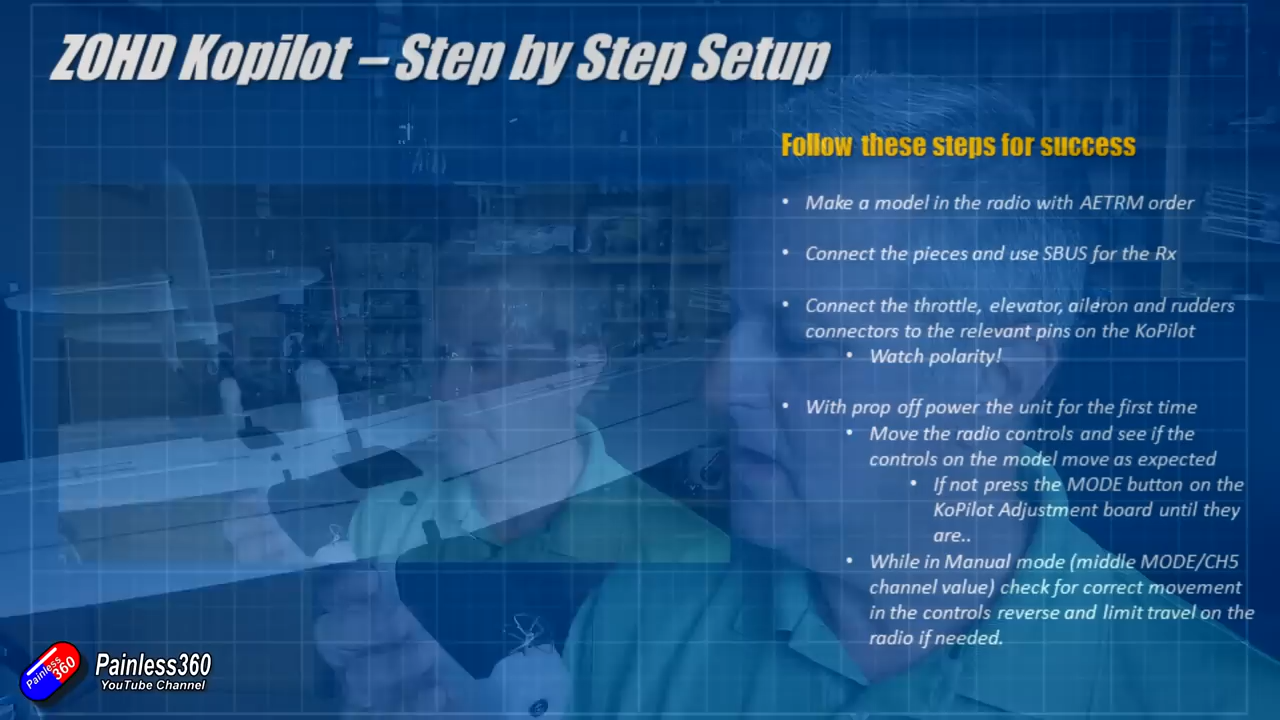 ZOHD Kopilot – Step by Step Setup
Follow these steps for success
• Make a model in the radio with AETRM order
• Connect the pieces and use SBUS for the Rx
• Connect the throttle, elevator, aileron and rudders
connectors to the relevant pins on the KoPilot
• Watch polarity!
• With prop off power the unit for the first time
• Move the radio controls and see if the
controls on the model move as expected
• If not press the MODE button on the
KoPilot Adjustment board until they
are..
• While in Manual mode (middle MODE/CH5
channel value) check for correct movement
in the controls reverse and limit travel on the
radio if needed.
Painless
360
Painless360
YouTube Channel